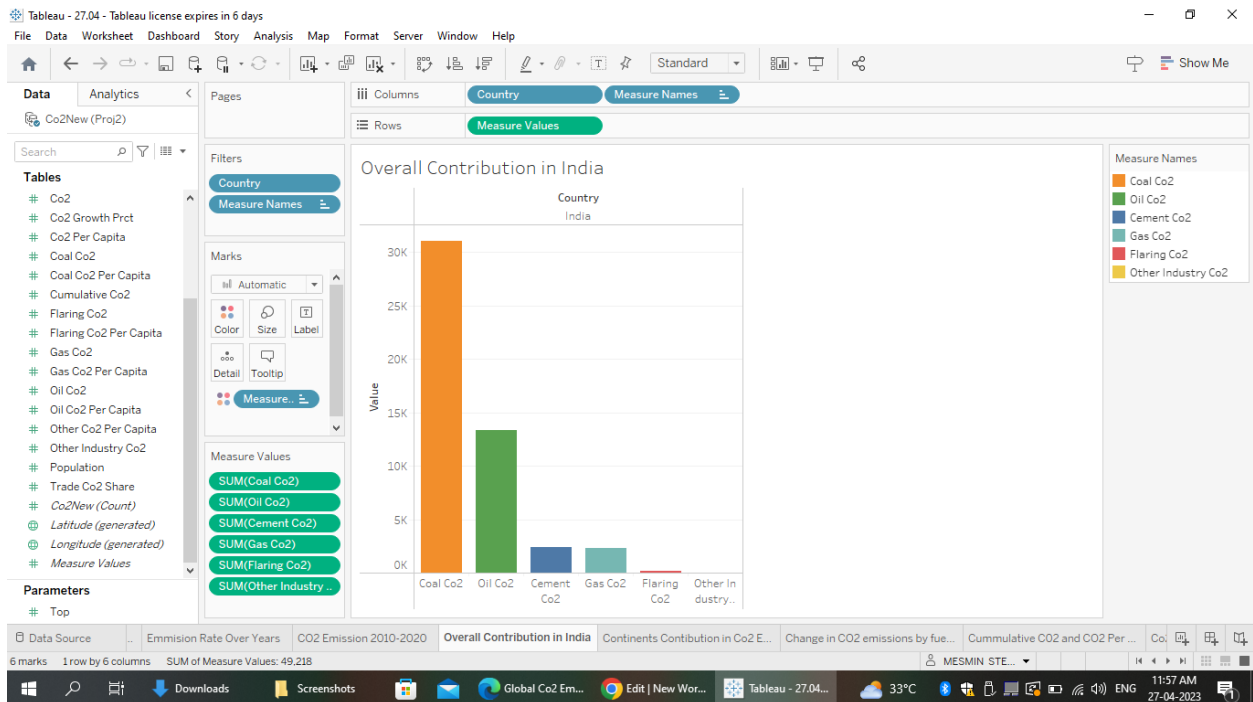 Tableau - 27.04 - Tableau license expires in 6 days
File Data Worksheet Dashboard Story Analysis Map Format Server Window Help
Standard
Show Me
Data Analytics
Co2New (Proj2)
Search
Tables
Co2
Co2 Growth Prct
Co2 Per Capita
Coal Co2
Coal Co2 Per Capita
Cumulative Co2
Flaring Co2
Flaring Co2 Per Capita
Gas Co2
Gas Co2 Per Capita
Oil Co2
Oil Co2 Per Capita
Other Co2 Per Capita
Other Industry Co2
Population
Trade Co2 Share
Co2New (Count)
Latitude (generated)
Longitude (generated)
Measure Values
Parameters
Top
Pages
Filters
Country
Measure Names
Marks
Automatic
Color Size Label
Detail Tooltip
Measure..
Measure Values
SUM(Coal Co2)
SUM(Oil Co2)
SUM(Cement Co2)
SUM(Gas Co2)
SUM(Flaring Co2)
SUM(Other Industry ..
Columns Country Measure Names
Rows Measure Values
Overall Contribution in India
Country
India
Value
30K
25K
20K
15K
10K
5K
0K
Coal Co2 Oil Co2 Cement Gas Co2 Flaring Other In
Co2 Co2 dustry..
Measure Names
Coal Co2
Oil Co2
Cement Co2
Gas Co2
Flaring Co2
Other Industry Co2
Data Source .. Emmision Rate Over Years CO2 Emission 2010-2020 Overall Contribution in India Continents Contibution in Co2 E... Change in CO2 emissions by fue... Cummulative CO2 and CO2 Per ... Co
6 marks 1 row by 6 columns SUM of Measure Values: 49,218 MESMIN STE...
Downloads Screenshots Global Co2 Em... Edit | New Wor... Tableau - 27.04... 33°C ENG 11:57 AM
27-04-2023
1